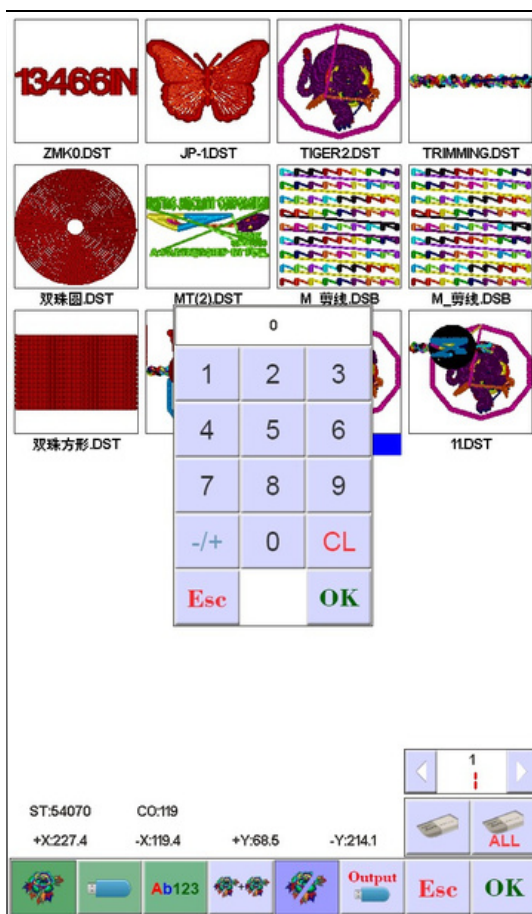 13466IN
ZMK0.DST
JP-1.DST
TIGER2.DST
TRIMMING.DST
双珠圆.DST
MT(2).DST
M_剪线.DSB
M_剪线.DSB
双珠方形.DST
11.DST
0
1 2 3
4 5 6
7 8 9
-/+ 0 CL
Esc OK
1
ST:54070 CO:119
ALL
+X:227.4 -X:119.4 +Y:68.5 -Y:214.1
Ab123
Output
Esc
OK